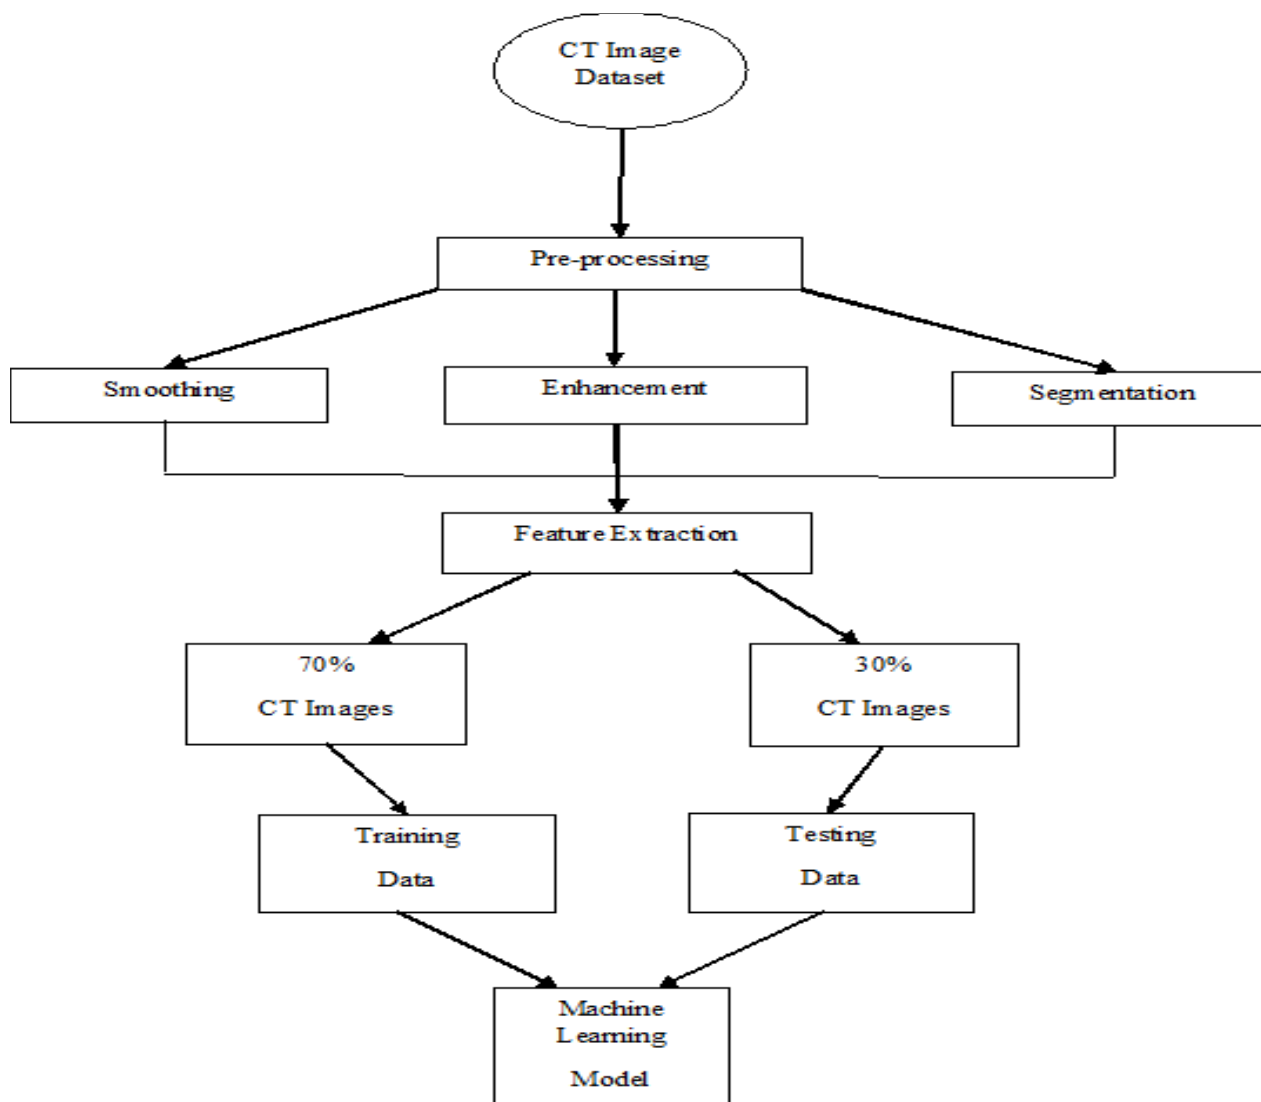 CT Image
Dataset
Pre-processing
Smoothing
Enhancement
Segmentation
Feature Extraction
70%
CT Images
30%
CT Images
Training
Data
Testing
Data
Machine
Learning
Model